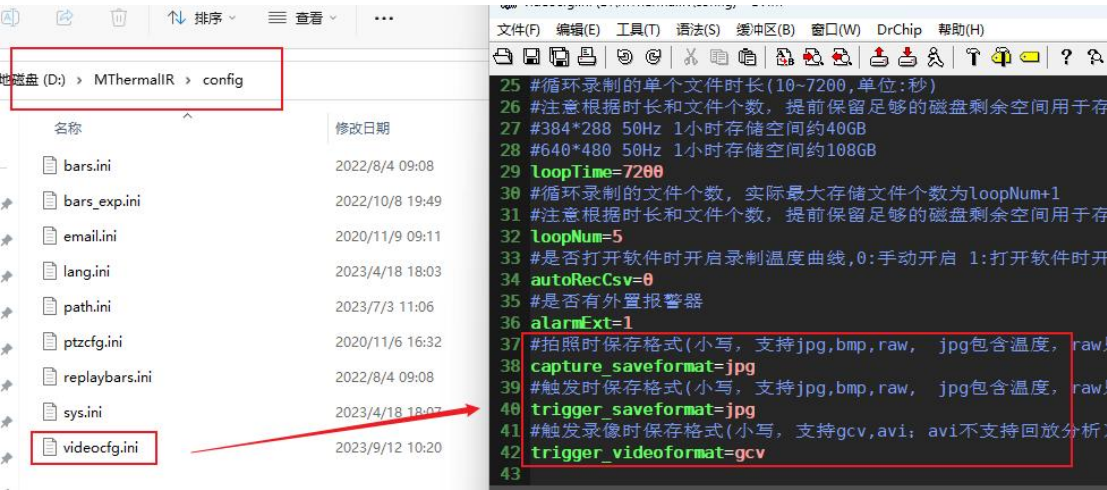 排序
查看
...
地磁盘 (D:) > MThermalIR > config
名称
修改日期
bars.ini
2022/8/4 09:08
bars_exp.ini
2022/10/8 19:49
email.ini
2020/11/9 09:11
lang.ini
2023/4/18 18:03
path.ini
2023/7/3 11:06
ptzcfg.ini
2020/11/6 16:32
replaybars.ini
2022/8/4 09:08
sys.ini
2023/4/18 18:07
videocfg.ini
2023/9/12 10:20
文件(F) 编辑(E) 工具(T) 语法(S) 缓冲区(B) 窗口(W) DrChip 帮助(H)
25 #循环录制的单个文件时长(10~7200,单位:秒)
26 #注意根据时长和文件个数, 提前保留足够的磁盘剩余空间用于存
27 #384*288 50Hz 1小时存储空间约40GB
28 #640*480 50Hz 1小时存储空间约108GB
29 loopTime=7200
30 #循环录制的文件个数, 实际最大存储文件个数为loopNum+1
31 #注意根据时长和文件个数, 提前保留足够的磁盘剩余空间用于存
32 loopNum=5
33 #是否打开软件时开启录制温度曲线,0:手动开启 1:打开软件时开
34 autoRecCsv=0
35 #是否有外置报警器
36 alarmExt=1
37 #拍照时保存格式(小写, 支持jpg,bmp,raw, jpg包含温度, raw
38 capture_saveformat=jpg
39 #触发时保存格式(小写, 支持jpg,bmp,raw, jpg包含温度, raw
40 trigger_saveformat=jpg
41 #触发录像时保存格式(小写, 支持gcv,avi; avi不支持回放分析
42 trigger_videoformat=gcv
43